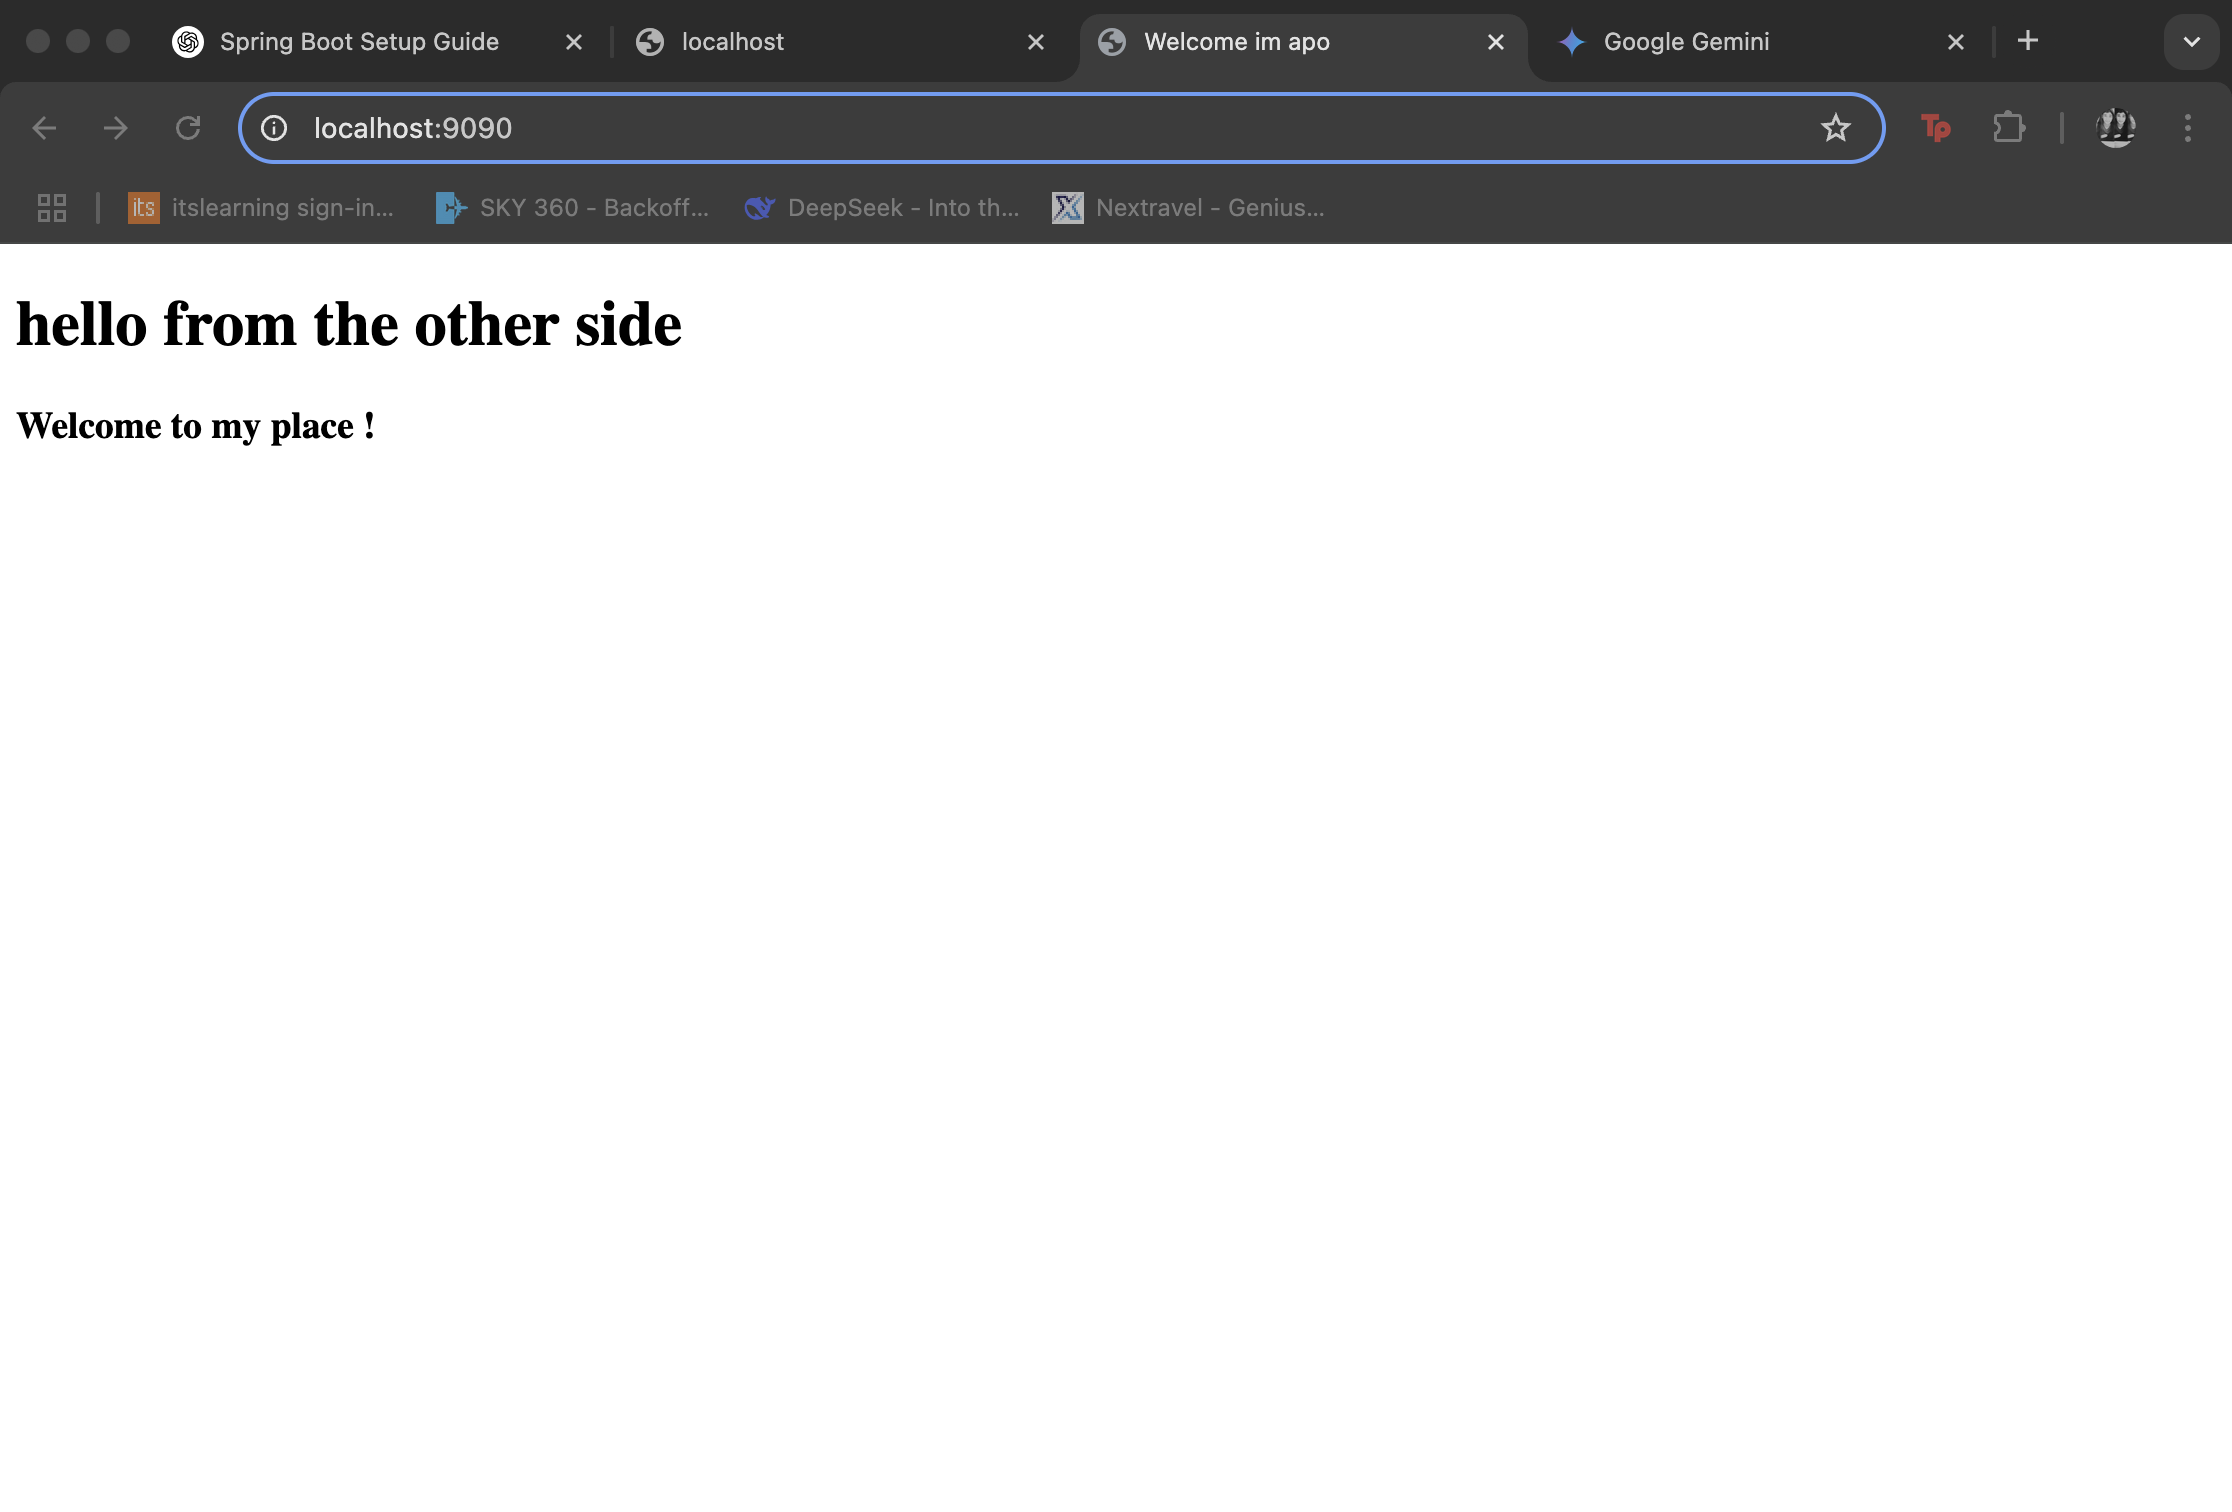 Spring Boot Setup Guide
localhost
Welcome im apo
Google Gemini
localhost:9090
Tp
its
itslearning sign-in...
SKY 360 - Backoff...
DeepSeek - Into th...
Nextravel - Genius...
hello from the other side
Welcome to my place !